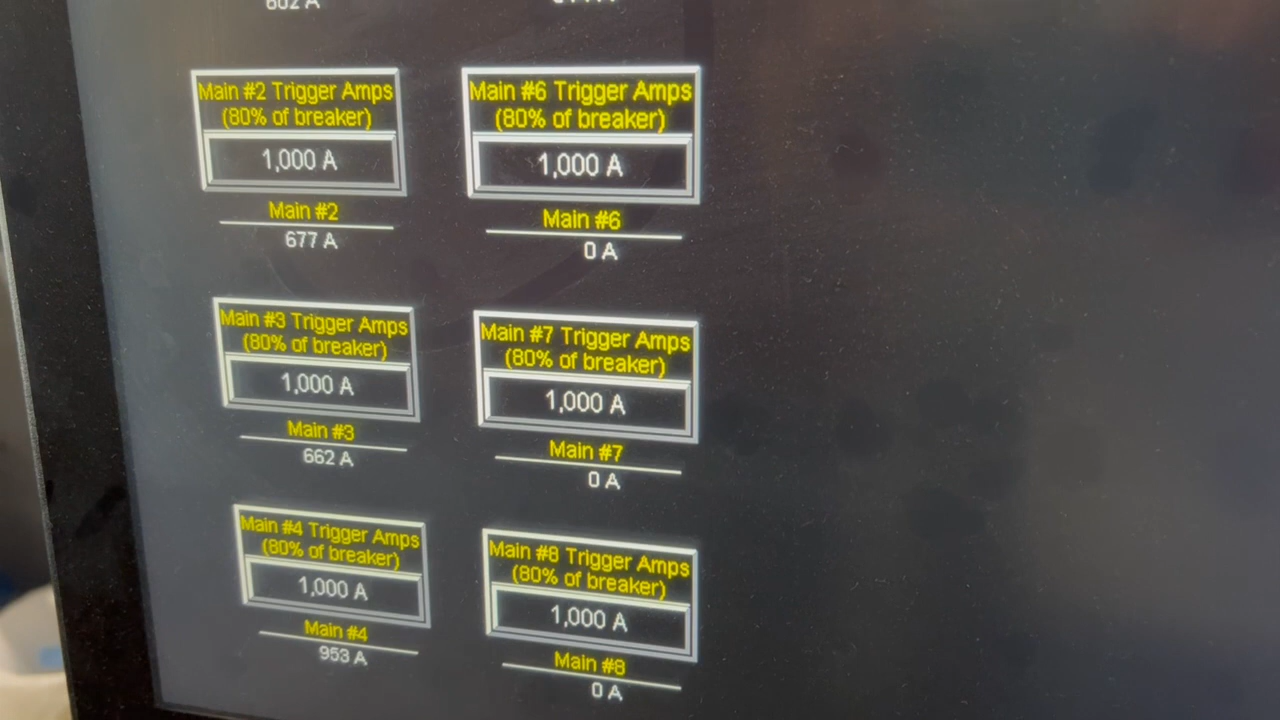 602 A
Main #2 Trigger Amps
(80% of breaker)
1,000 A
Main #2
677 A
Main #6 Trigger Amps
(80% of breaker)
1,000 A
Main #6
0 A
Main #3 Trigger Amps
(80% of breaker)
1,000 A
Main #3
662 A
Main #7 Trigger Amps
(80% of breaker)
1,000 A
Main #7
0 A
Main #4 Trigger Amps
(80% of breaker)
1,000 A
Main #4
953 A
Main #8 Trigger Amps
(80% of breaker)
1,000 A
Main #8
0 A